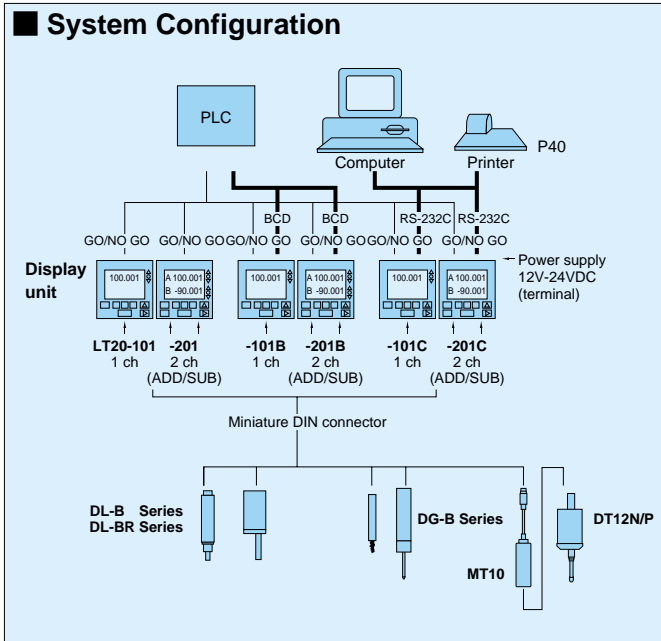 ■ System Configuration
PLC
Computer
Printer
P40
BCD
BCD
RS-232C
RS-232C
GO/NO GO
GO/NO GO
GO/NO GO
GO/NO GO
GO/NO GO
GO/NO GO
Power supply
12V-24VDC
(terminal)
Display
unit
100.001
A 100.001
B -90.001
100.001
A 100.001
B -90.001
100.001
A 100.001
B -90.001
LT20-101
1 ch
-201
2 ch
(ADD/SUB)
-101B
1 ch
-201B
2 ch
(ADD/SUB)
-101C
1 ch
-201C
2 ch
(ADD/SUB)
Miniature DIN connector
DL-B Series
DL-BR Series
DG-B Series
MT10
DT12N/P